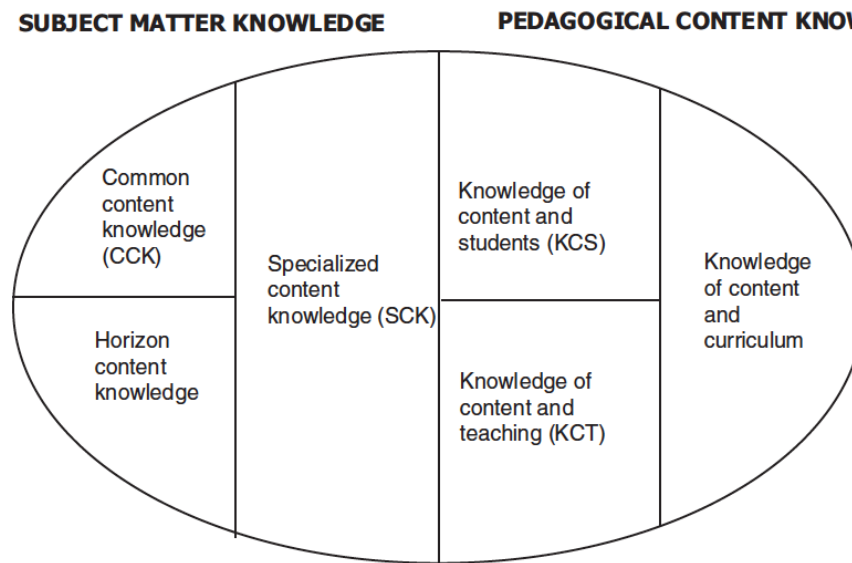 SUBJECT MATTER KNOWLEDGE
PEDAGOGICAL CONTENT KNOW
Common
content
knowledge
(CCK)
Horizon
content
knowledge
Specialized
content
knowledge (SCK)
Knowledge of
content and
students (KCS)
Knowledge of
content and
teaching (KCT)
Knowledge
of content
and
curriculum